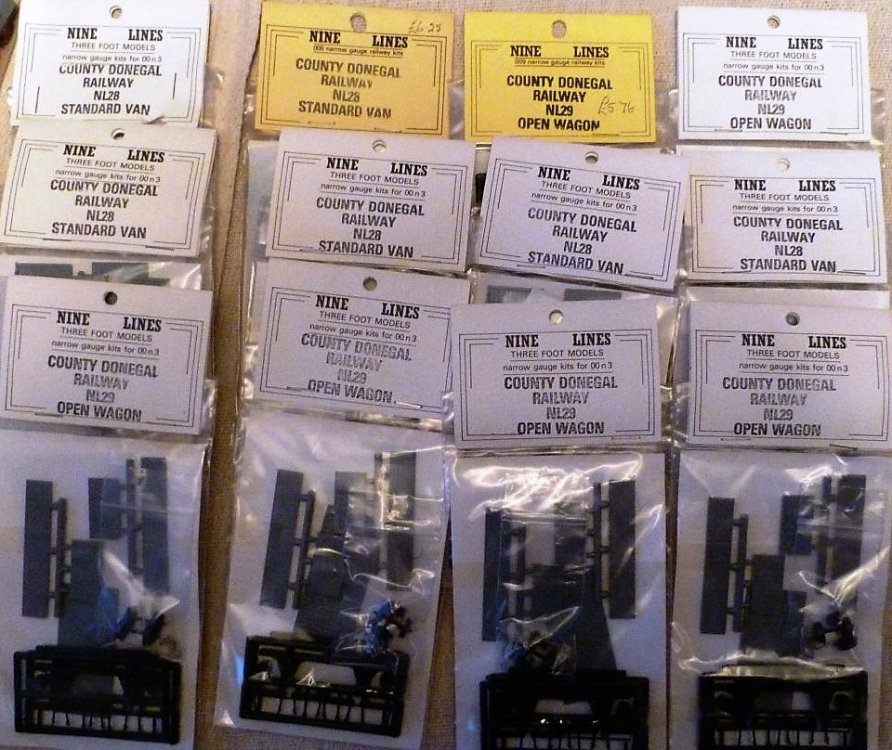 NINE LINES
THREE FOOT MODELS
narrow gauge kits for 00n3
COUNTY DONEGAL
RAILWAY
NL28
STANDARD VAN
£6.25
NINE LINES
009 narrow gauge railway kits
COUNTY DONEGAL
RAILWAY
NL28
STANDARD VAN
NINE LINES
009 narrow gauge railway kits
COUNTY DONEGAL
RAILWAY
NL29
OPEN WAGON
£5.76
NINE LINES
THREE FOOT MODELS
narrow gauge kits for 00n3
COUNTY DONEGAL
RAILWAY
NL29
OPEN WAGON
NINE LINES
THREE FOOT MODELS
narrow gauge kits for 00n3
COUNTY DONEGAL
RAILWAY
NL28
STANDARD VAN
NINE LINES
THREE FOOT MODELS
narrow gauge kits for 00n3
COUNTY DONEGAL
RAILWAY
NL28
STANDARD VAN
NINE LINES
THREE FOOT MODELS
narrow gauge kits for 00n3
COUNTY DONEGAL
RAILWAY
NL28
STANDARD VAN
NINE LINES
THREE FOOT MODELS
narrow gauge kits for 00n3
COUNTY DONEGAL
RAILWAY
NL28
STANDARD VAN
NINE LINES
THREE FOOT MODELS
narrow gauge kits for 00n3
COUNTY DONEGAL
RAILWAY
NL29
OPEN WAGON
NINE LINES
THREE FOOT MODELS
narrow gauge kits for 00n3
COUNTY DONEGAL
RAILWAY
NL29
OPEN WAGON
NINE LINES
THREE FOOT MODELS
narrow gauge kits for 00n3
COUNTY DONEGAL
RAILWAY
NL29
OPEN WAGON
NINE LINES
THREE FOOT MODELS
narrow gauge kits for 00n3
COUNTY DONEGAL
RAILWAY
NL29
OPEN WAGON